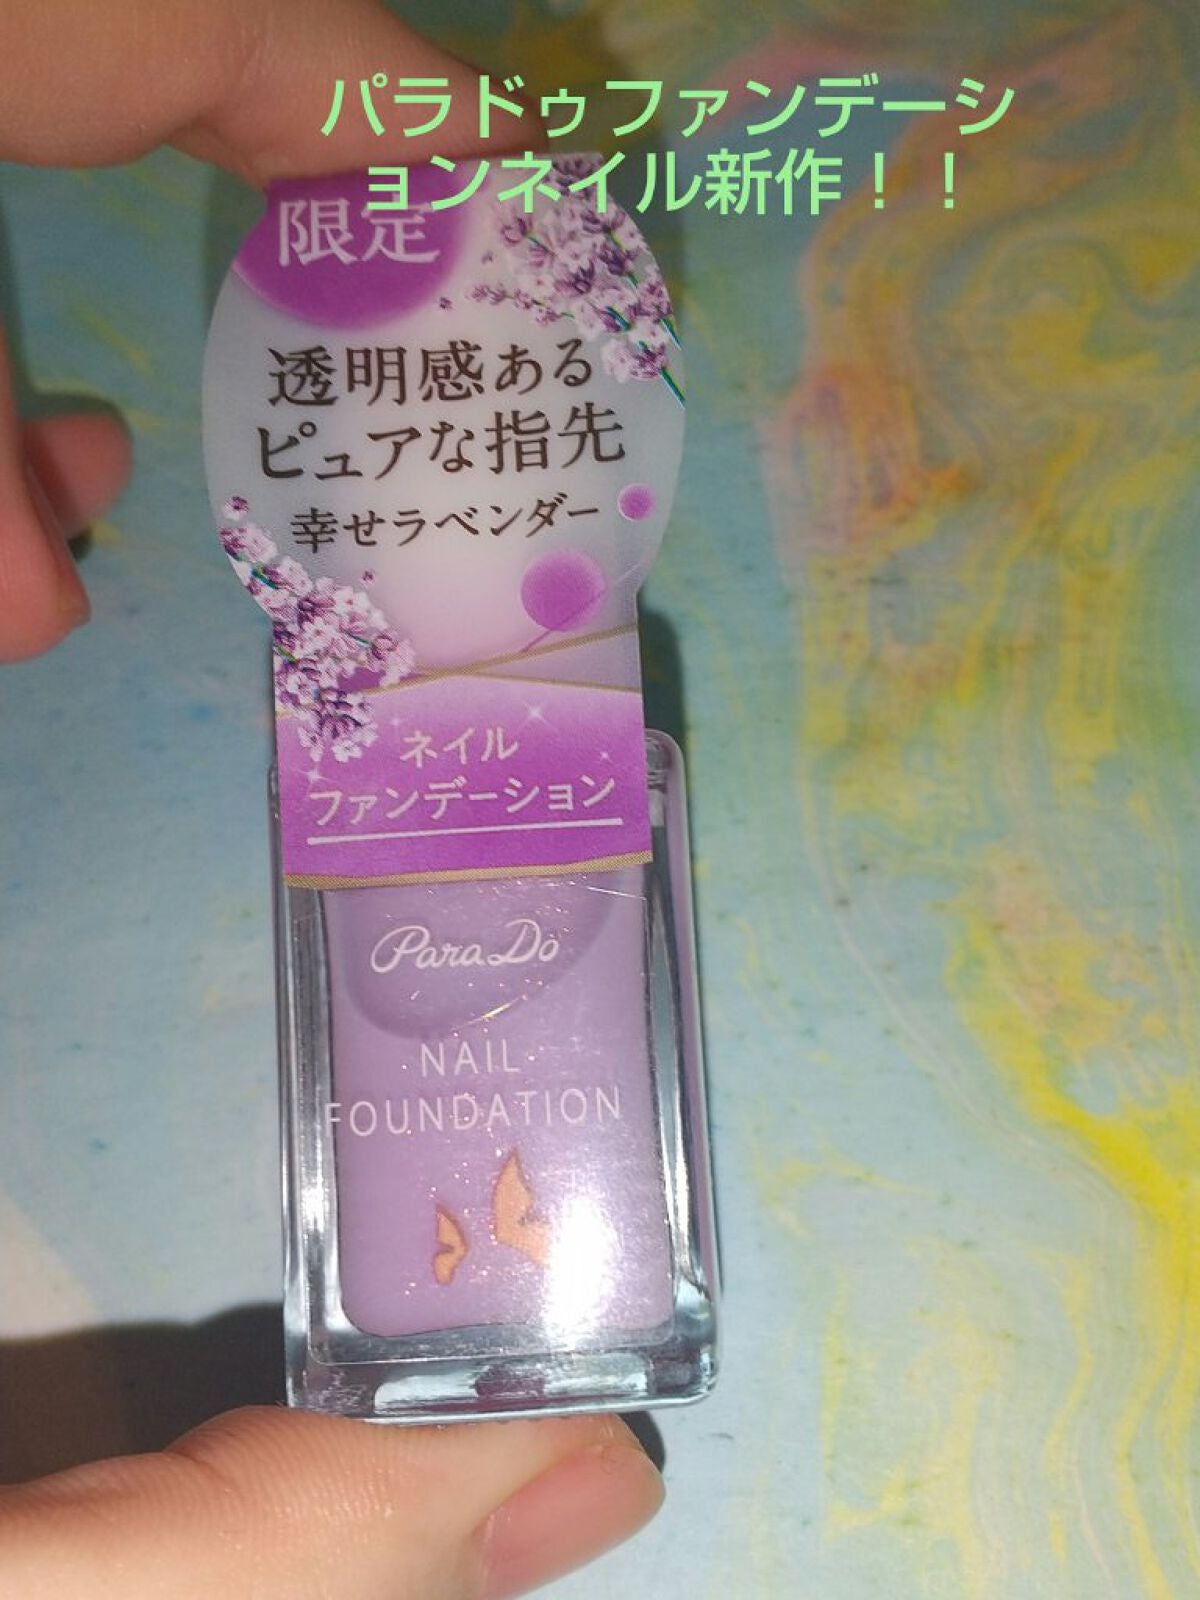 パラドゥファンデーシ
ョンネイル新作！！
限定
透明感ある
ピュアな指先
幸せラベンダー
ネイル
ファンデーション
ParaDo
NAIL
FOUNDATION